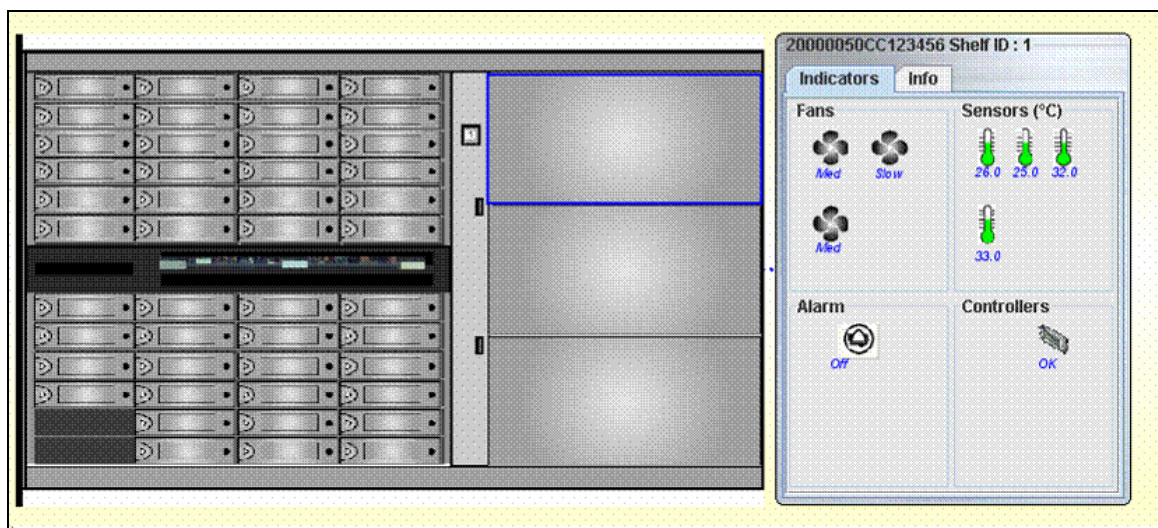 20000050CC123456 Shelf ID : 1
Indicators Info
Fans
Sensors (°C)
Med Slow
26.0 25.0 32.0
Med
33.0
Alarm
Controllers
Off
OK
1